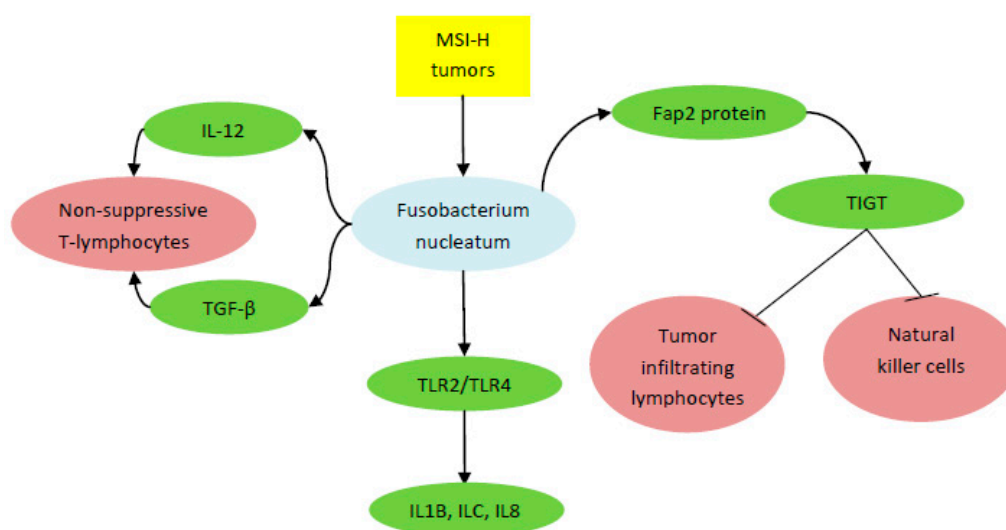 MSI-H
tumors
IL-12
Fap2 protein
Non-suppressive
T-lymphocytes
Fusobacterium
nucleatum
TIGT
TGF-β
Tumor
infiltrating
lymphocytes
Natural
killer cells
TLR2/TLR4
IL1B, ILC, IL8